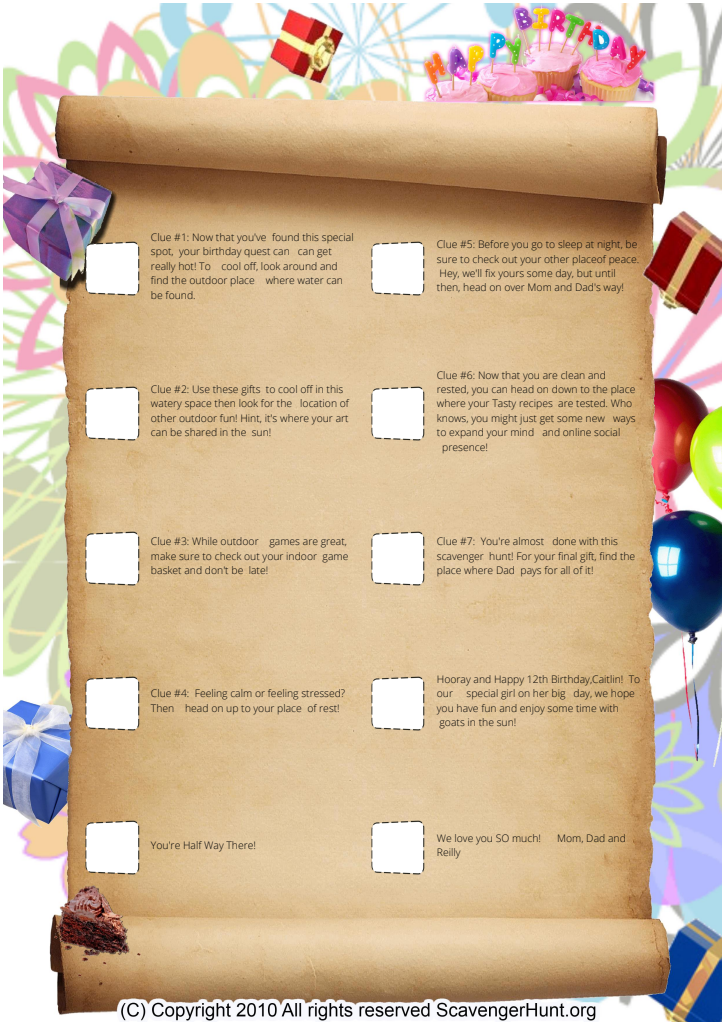 HAPPY BIRTHDAY
Clue #1: Now that you've found this special
spot, your birthday quest can can get
really hot! To cool off, look around and
find the outdoor place where water can
be found.
Clue #2: Use these gifts to cool off in this
watery space then look for the location of
other outdoor fun! Hint, it's where your art
can be shared in the sun!
Clue #3: While outdoor games are great,
make sure to check out your indoor game
basket and don't be late!
Clue #4: Feeling calm or feeling stressed?
Then head on up to your place of rest!
You're Half Way There!
Clue #5: Before you go to sleep at night, be
sure to check out your other placeof peace.
Hey, we'll fix yours some day, but until
then, head on over Mom and Dad's way!
Clue #6: Now that you are clean and
rested, you can head on down to the place
where your Tasty recipes are tested. Who
knows, you might just get some new ways
to expand your mind and online social
presence!
Clue #7: You're almost done with this
scavenger hunt! For your final gift, find the
place where Dad pays for all of it!
Hooray and Happy 12th Birthday,Caitlin! To
our special girl on her big day, we hope
you have fun and enjoy some time with
goats in the sun!
We love you SO much! Mom, Dad and
Reilly
(C) Copyright 2010 All rights reserved ScavengerHunt.org